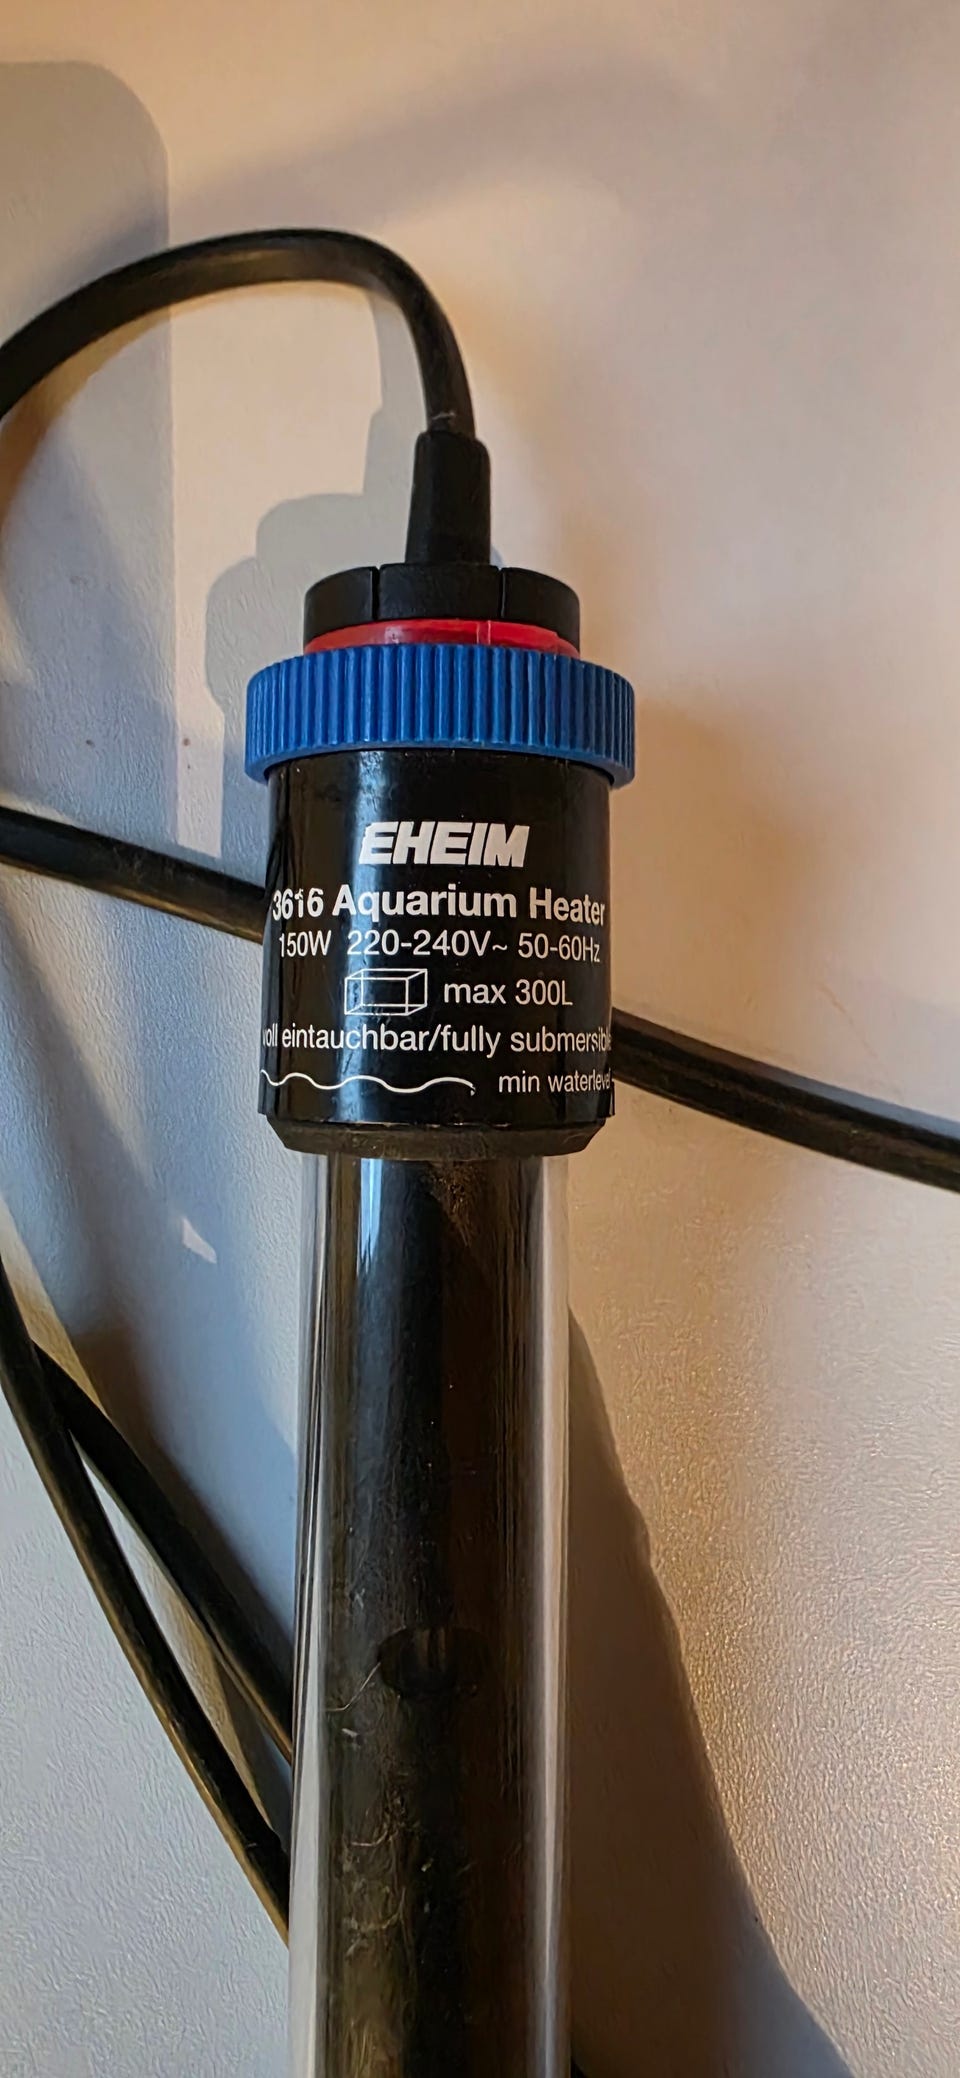 EHEIM
3616 Aquarium Heater
150W 220-240V~ 50-60Hz
max 300L
voll eintauchbar/fully submersible
min waterlevel